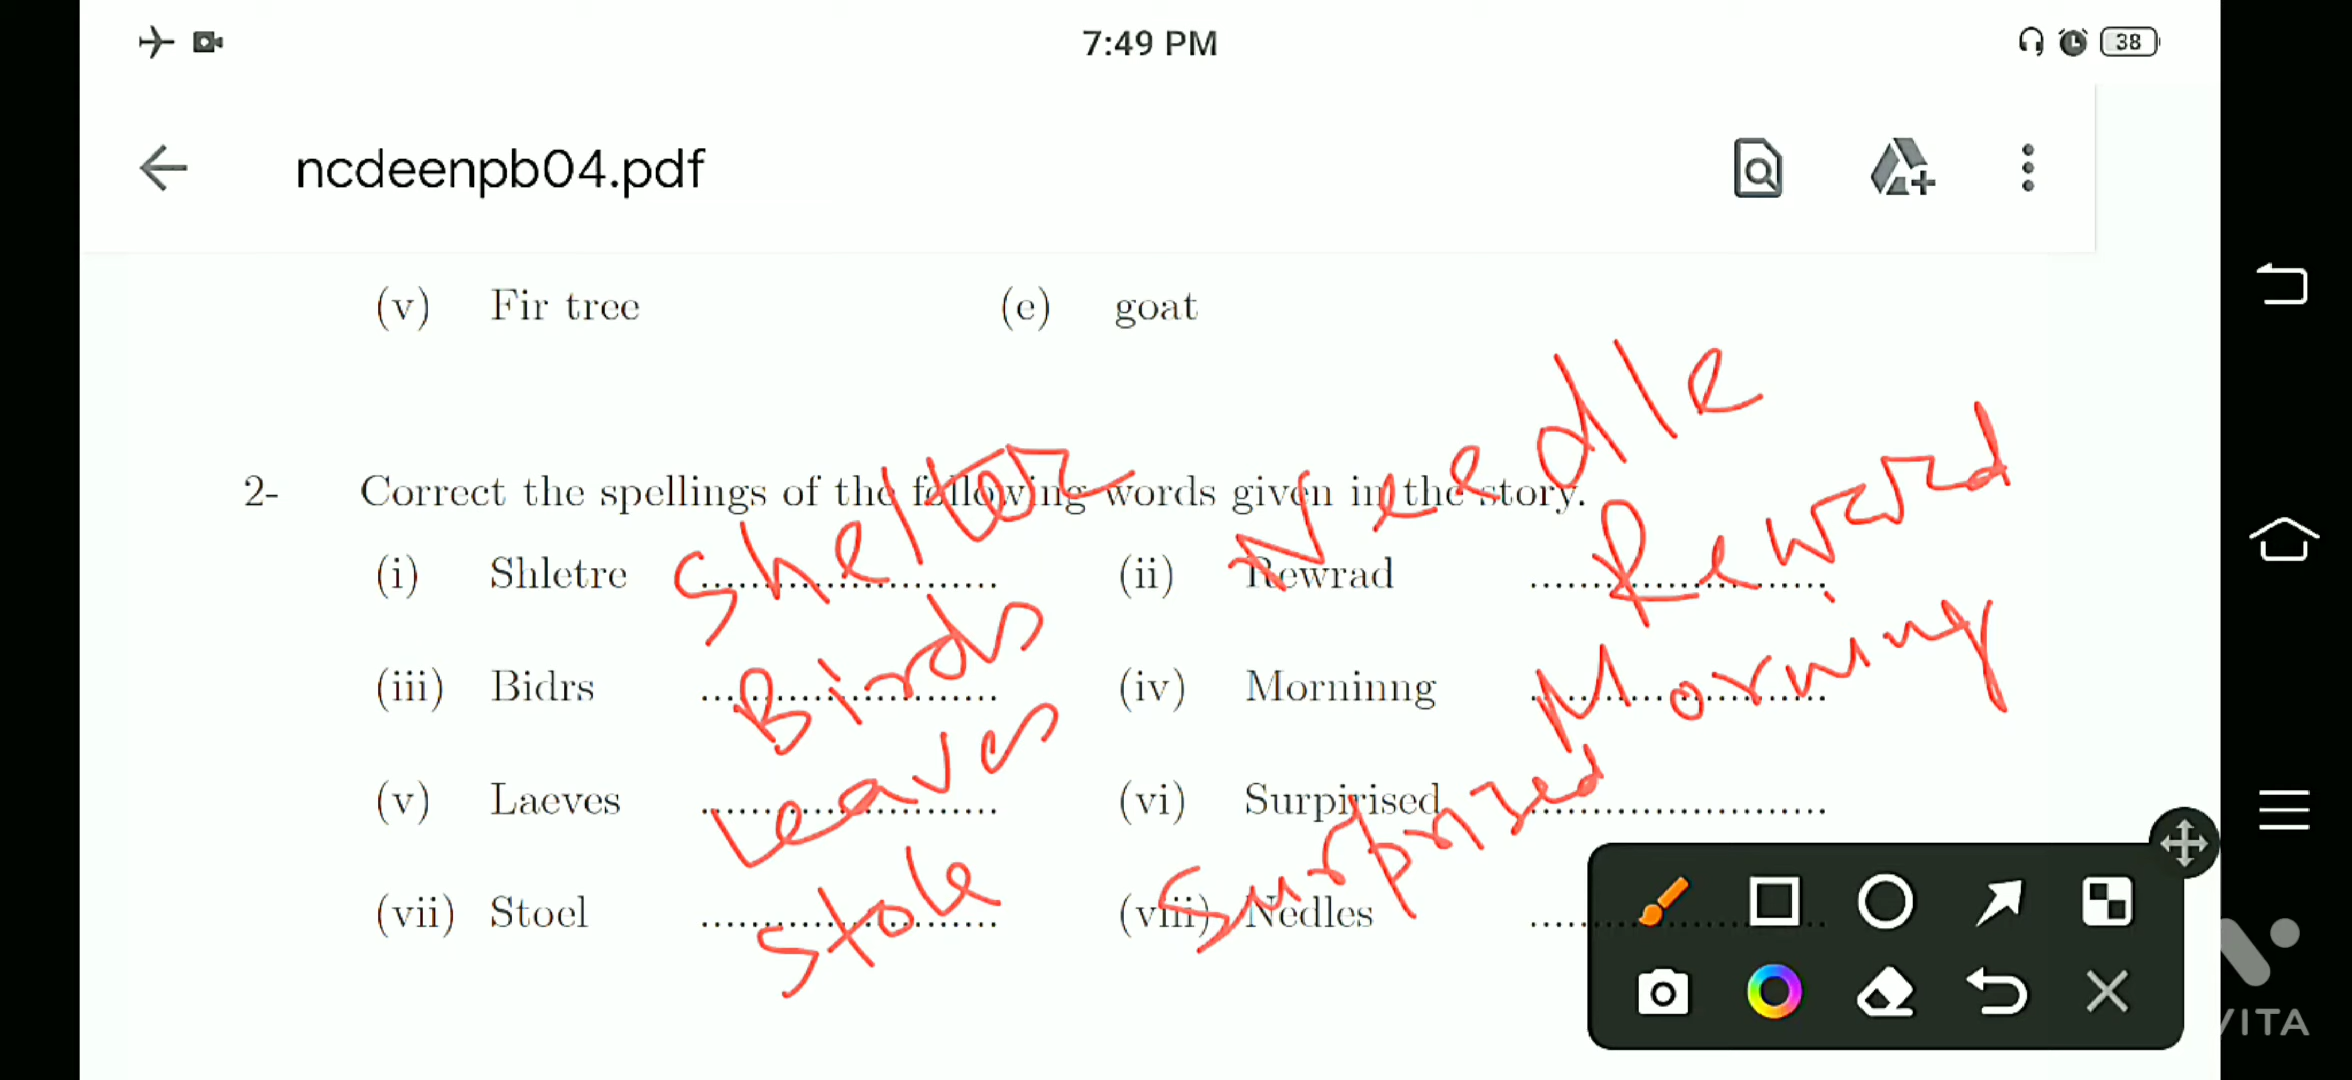 7:49 PM
38
ncdeenpb04.pdf
(v) Fir tree (e) goat
Needle
2- Correct the spellings of the following words given in the story.
(i) Shletre Shelter (ii) Rewrad Reward
(iii) Bidrs Birds (iv) Morninng Morning
(v) Laeves Leaves (vi) Surpirised Surprized
(vii) Stoel Stole (viii) Nedles
VITA